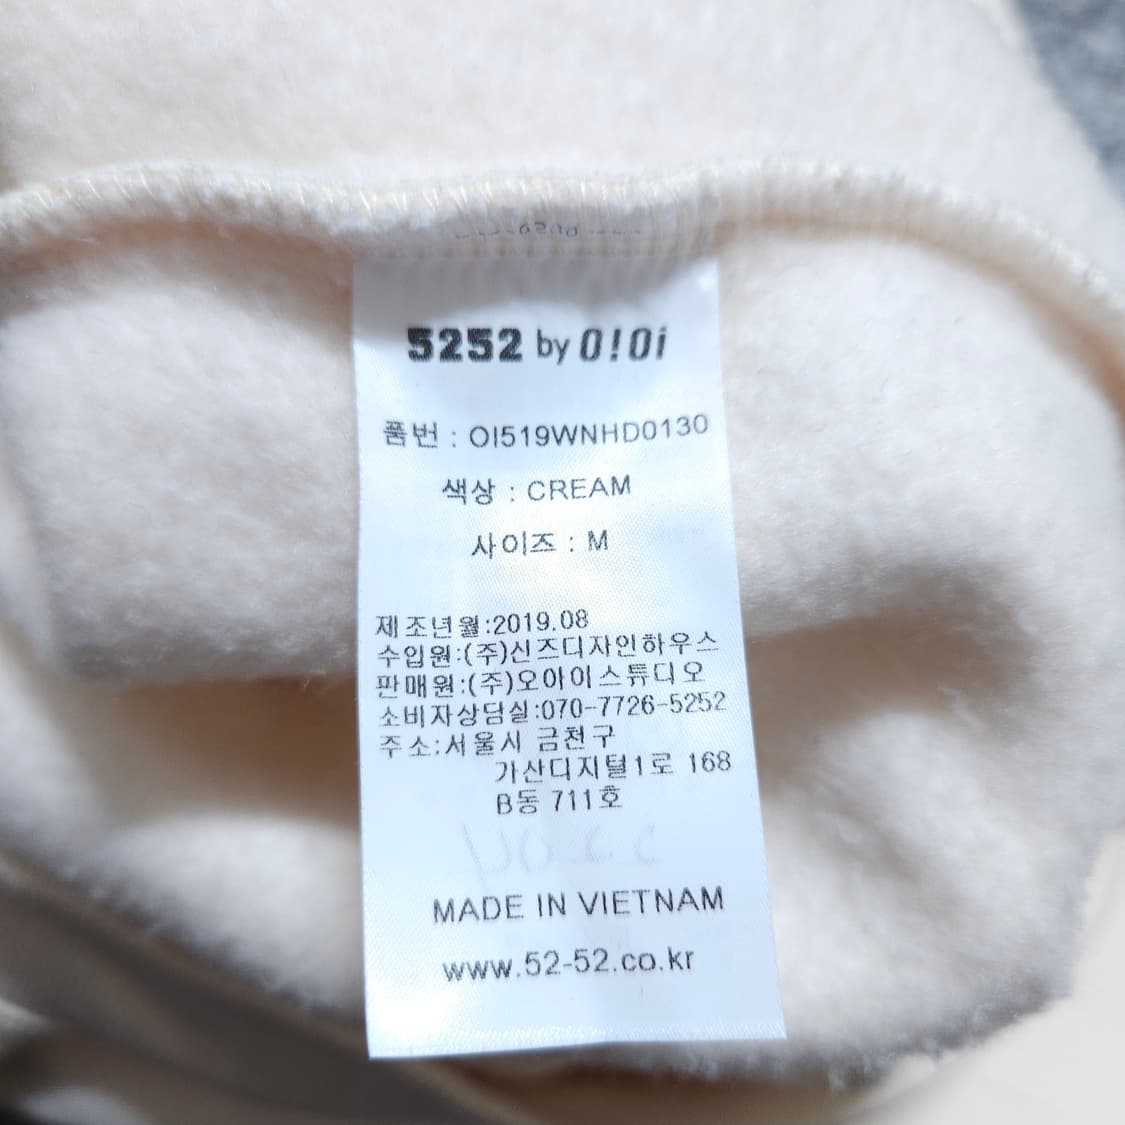 5252 by O!Oi
품번 : OI519WNHD0130
색상 : CREAM
사이즈 : M
제조년월:2019.08
수입원:(주)신즈디자인하우스
판매원:(주)오아이스튜디오
소비자상담실:070-7726-5252
주소:서울시 금천구
가산디지털1로 168
B동 711호
MADE IN VIETNAM
www.52-52.co.kr